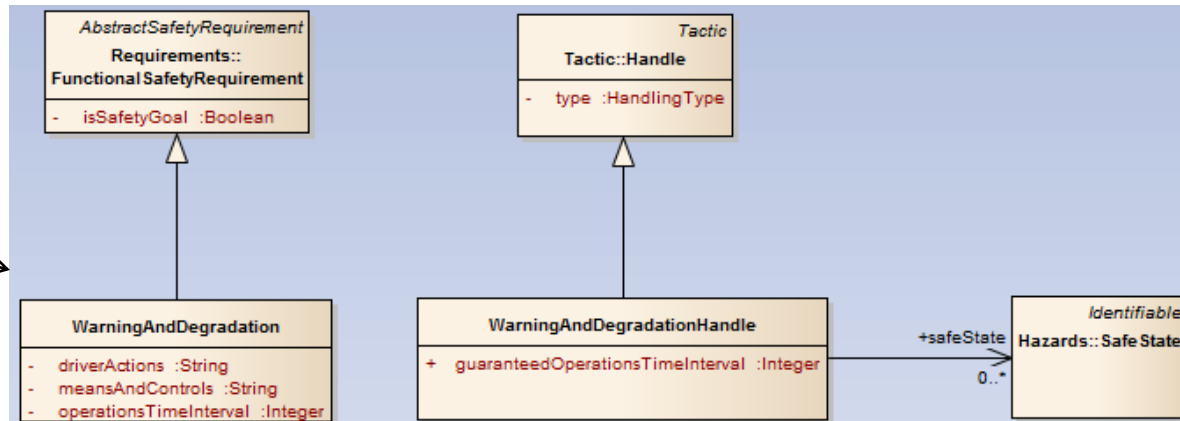 AbstractSafetyRequirement
Requirements::
FunctionalSafetyRequirement
- isSafetyGoal :Boolean
Tactic
Tactic::Handle
- type :HandlingType
WarningAndDegradation
- driverActions :String
- meansAndControls :String
- operationsTimeInterval :Integer
WarningAndDegradationHandle
+ guaranteedOperationsTimeInterval :Integer
+safeState
0..*
Identifiable
Hazards::SafeState